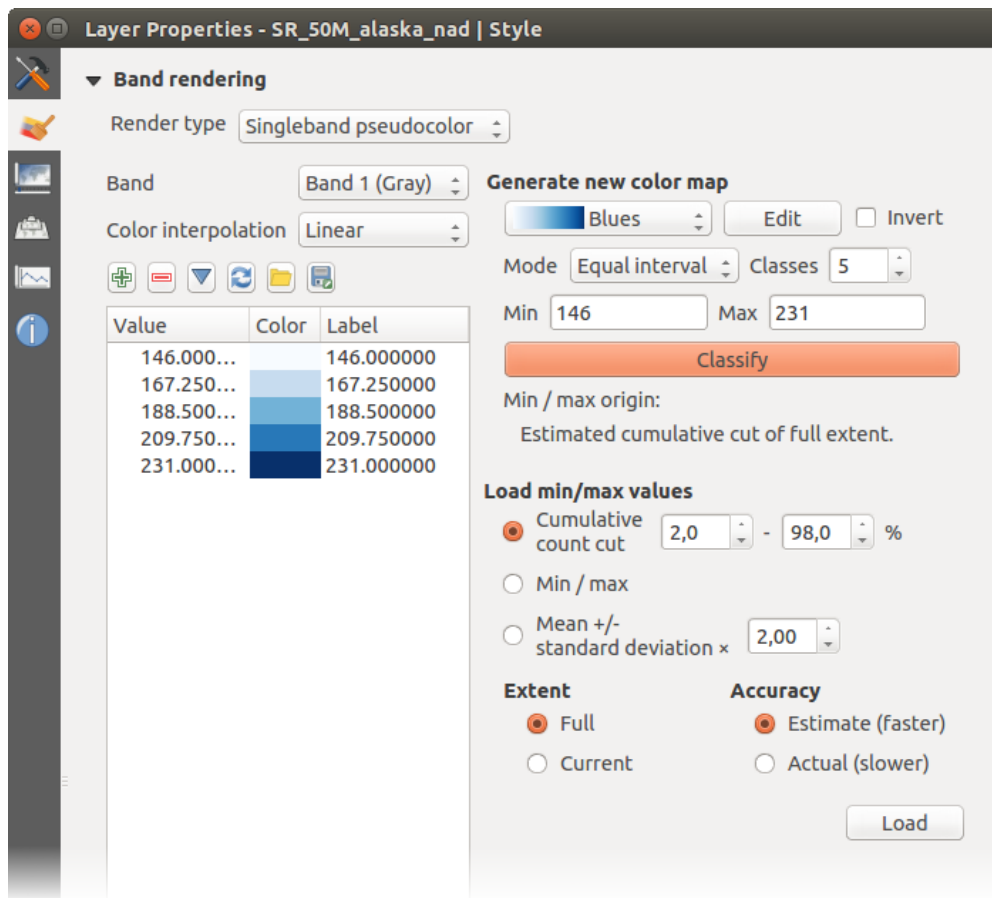 Layer Properties - SR_50M_alaska_nad | Style
Band rendering
Render type Singleband pseudocolor
Band Band 1 (Gray)
Color interpolation Linear
Value Color Label
146.000... 146.000000
167.250... 167.250000
188.500... 188.500000
209.750... 209.750000
231.000... 231.000000
Generate new color map
Blues Edit Invert
Mode Equal interval Classes 5
Min 146 Max 231
Classify
Min / max origin:
Estimated cumulative cut of full extent.
Load min/max values
Cumulative
count cut 2,0 - 98,0 %
Min / max
Mean +/-
standard deviation × 2,00
Extent Accuracy
Full Estimate (faster)
Current Actual (slower)
Load